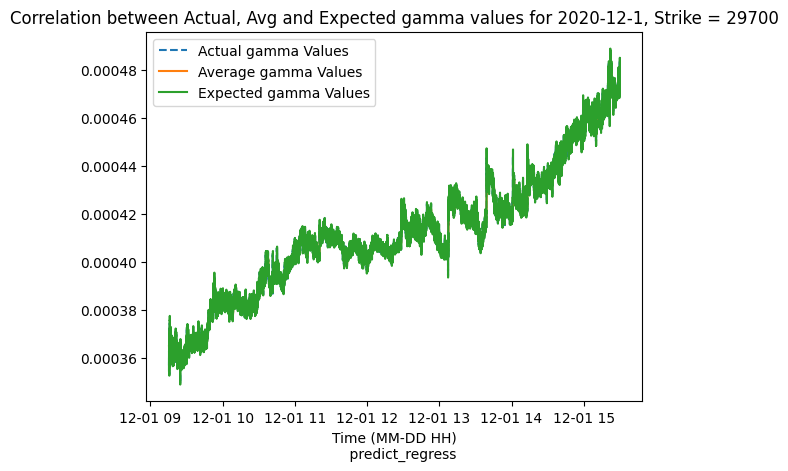 Correlation between Actual, Avg and Expected gamma values for 2020-12-1, Strike = 29700
Actual gamma Values
Average gamma Values
Expected gamma Values
0.00048
0.00046
0.00044
0.00042
0.00040
0.00038
0.00036
12-01 09 12-01 10 12-01 11 12-01 12 12-01 13 12-01 14 12-01 15
Time (MM-DD HH)
predict_regress